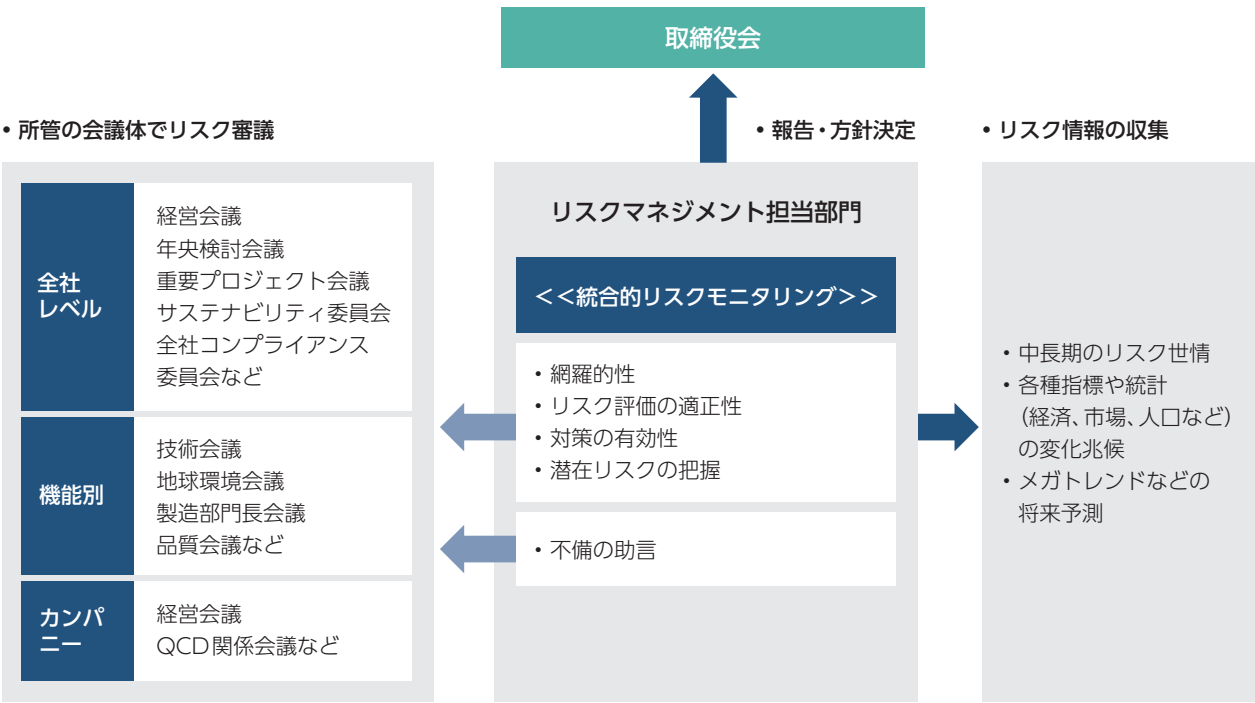 取締役会
• 所管の会議体でリスク審議
• 報告・方針決定
• リスク情報の収集
全社
レベル
経営会議
年央検討会議
重要プロジェクト会議
サステナビリティ委員会
全社コンプライアンス
委員会など
機能別
技術会議
地球環境会議
製造部門長会議
品質会議など
カンパ
ニー
経営会議
QCD関係会議など
リスクマネジメント担当部門
<<統合的リスクモニタリング>>
• 網羅的性
• リスク評価の適正性
• 対策の有効性
• 潜在リスクの把握
• 不備の助言
• 中長期のリスク世情
• 各種指標や統計
（経済、市場、人口など）
の変化兆候
• メガトレンドなどの
将来予測